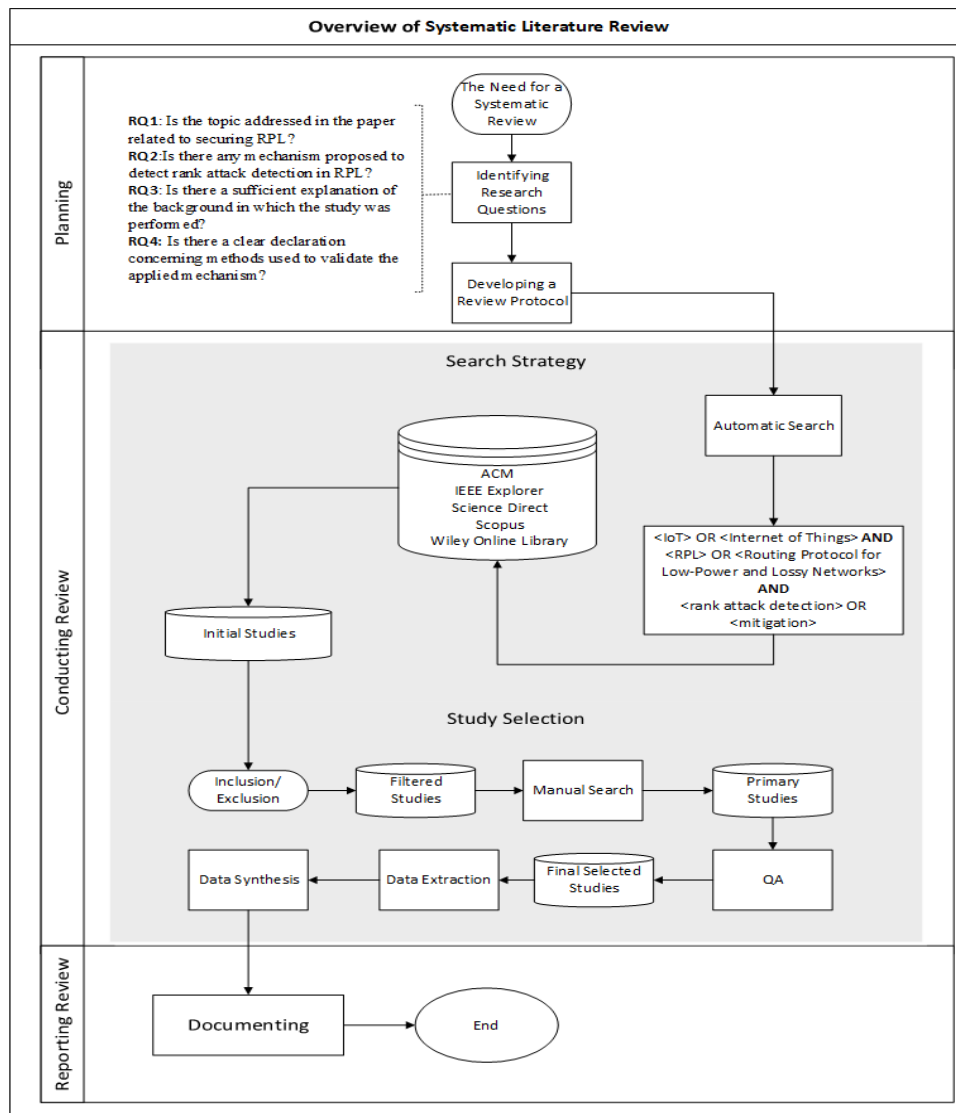 Overview of Systematic Literature Review
Planning
The Need for a
Systematic
Review
RQ1: Is the topic addressed in the paper
related to securing RPL?
RQ2:Is there any mechanism proposed to
detect rank attack detection in RPL?
RQ3: Is there a sufficient explanation of
the background in which the study was
performed?
RQ4: Is there a clear declaration
concerning methods used to validate the
applied mechanism?
Identifying
Research
Questions
Developing a
Review Protocol
Conducting Review
Search Strategy
Automatic Search
<IoT> OR <Internet of Things> AND
<RPL> OR <Routing Protocol for
Low-Power and Lossy Networks>
AND
<rank attack detection> OR
<mitigation>
ACM
IEEE Explorer
Science Direct
Scopus
Wiley Online Library
Initial Studies
Study Selection
Inclusion/
Exclusion
Filtered
Studies
Manual Search
Primary
Studies
QA
Final Selected
Studies
Data Extraction
Data Synthesis
Reporting Review
Documenting
End